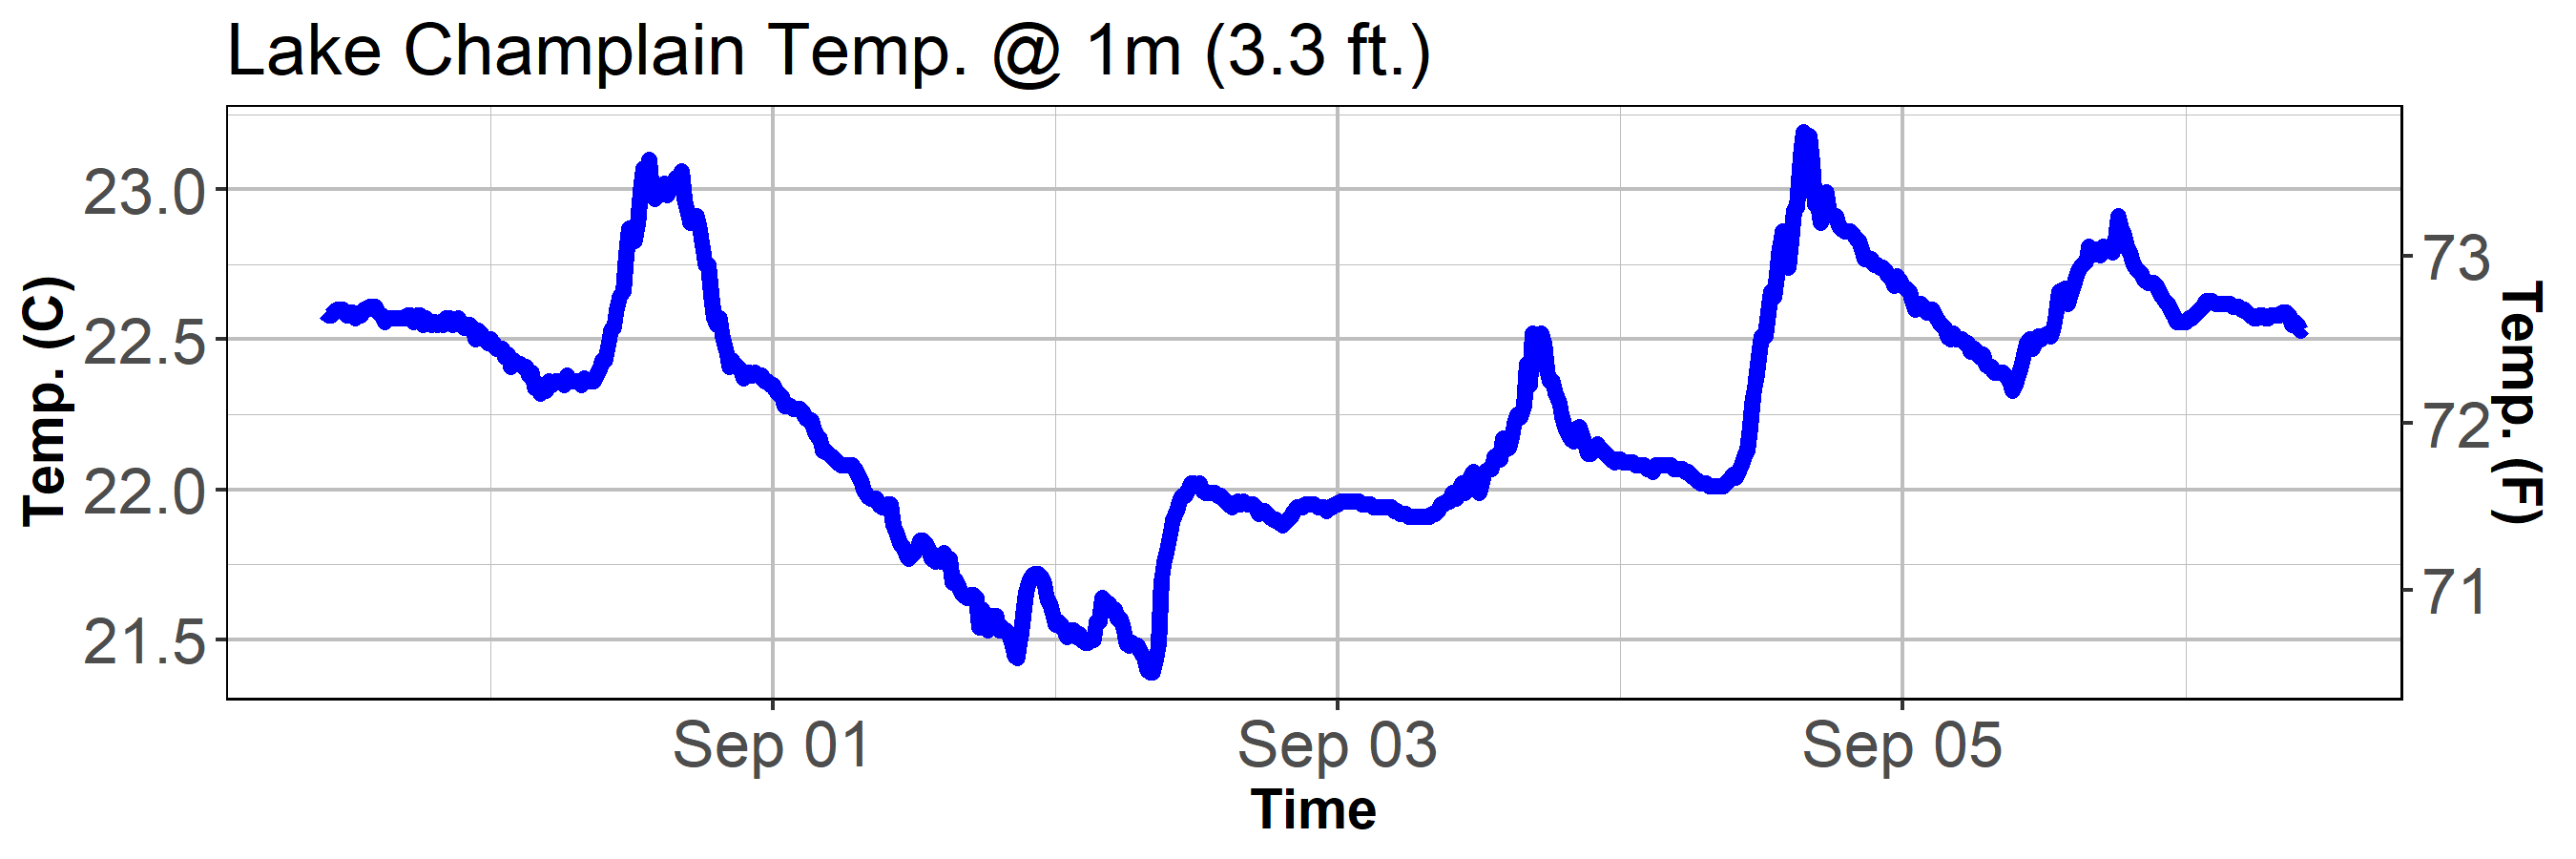 Lake Champlain Temp. @ 1m (3.3 ft.)
Temp. (C)
23.0
22.5
22.0
21.5
73
72
71
Temp. (F)
Sep 01
Sep 03
Sep 05
Time